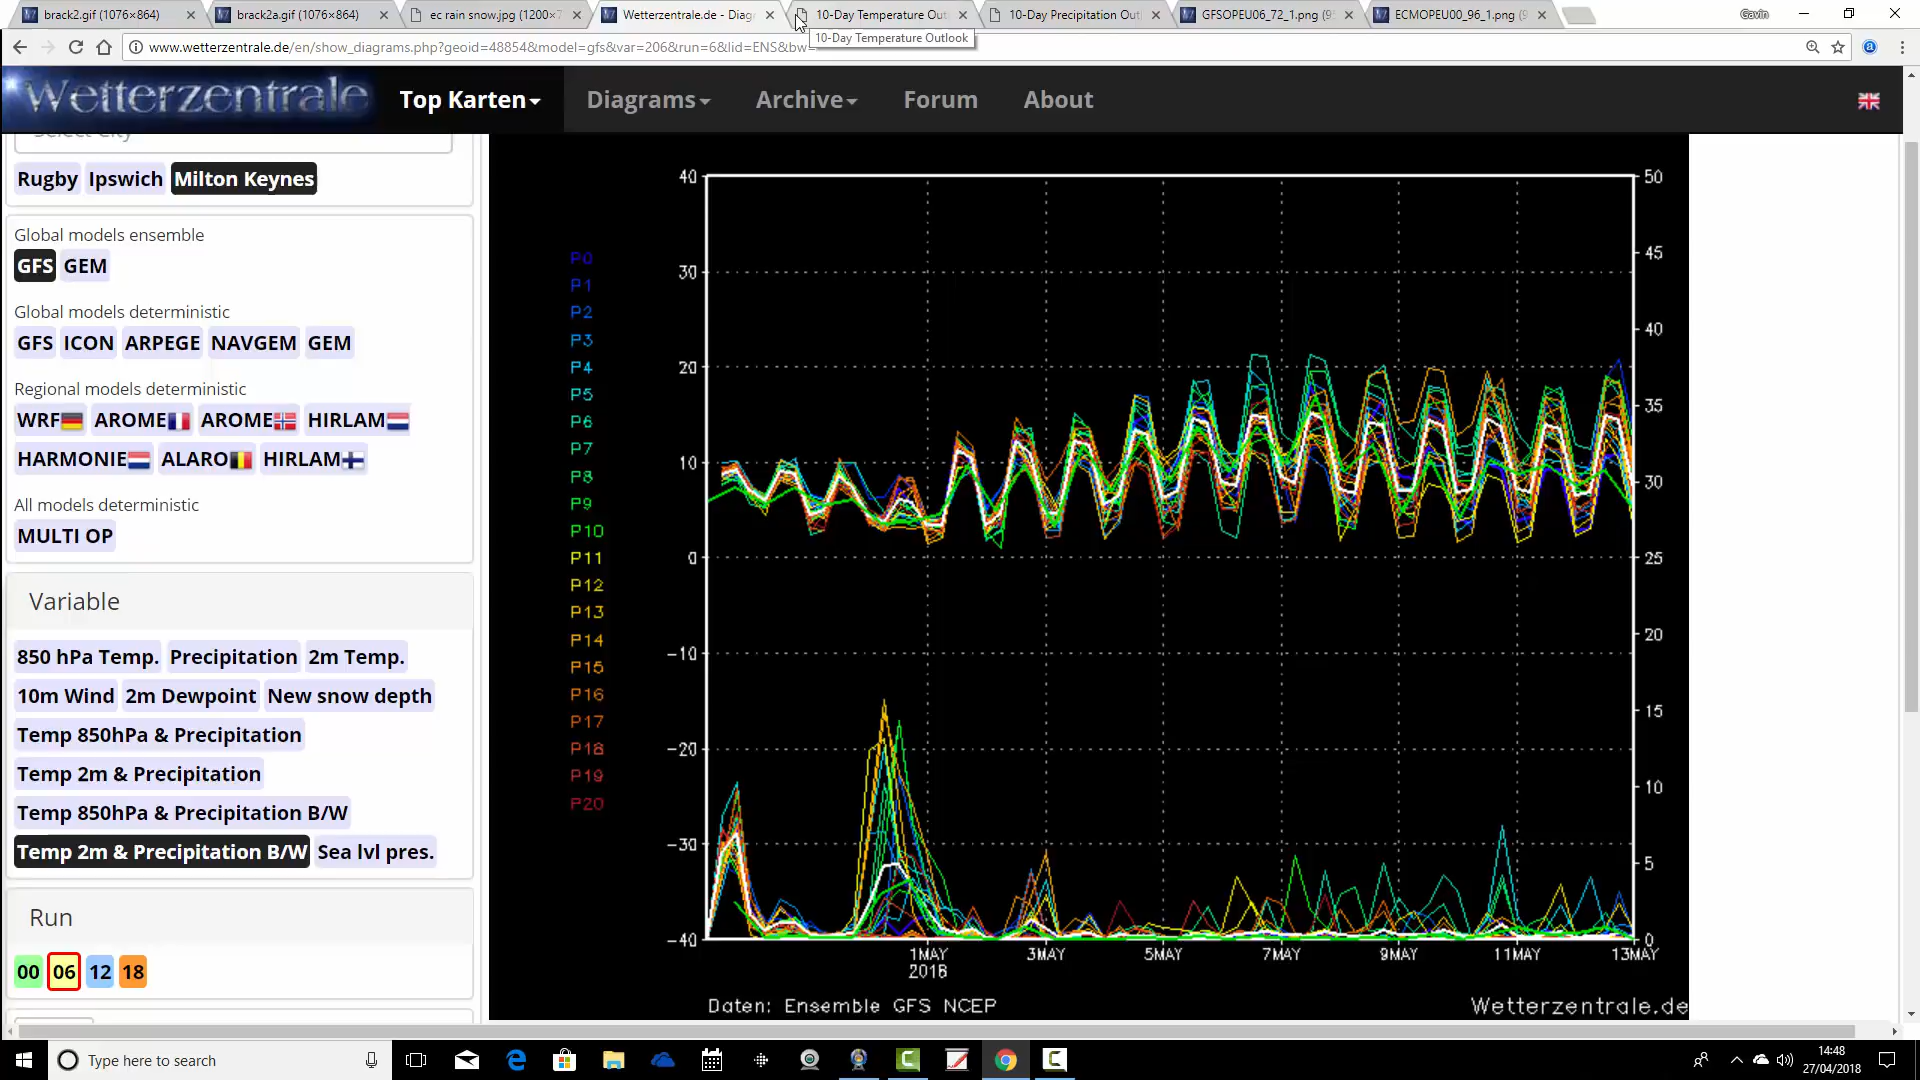 brack2.gif (1076×864)
brack2a.gif (1076×864)
ec rain snow.jpg (1200×7
Wetterzentrale.de - Diag
10-Day Temperature Out
10-Day Precipitation Out
GFSOPEU06_72_1.png (9
ECMOPEU00_96_1.png (9
Gavin
10-Day Temperature Outlook
www.wetterzentrale.de/en/show_diagrams.php?geoid=48854&model=gfs&var=206&run=6&lid=ENS&bw=
Wetterzentrale
Top Karten
Diagrams
Archive
Forum
About
Select City
Rugby
Ipswich
Milton Keynes
Global models ensemble
GFS
GEM
Global models deterministic
GFS ICON ARPEGE NAVGEM GEM
Regional models deterministic
WRF AROME AROME HIRLAM
HARMONIE ALARO HIRLAM
All models deterministic
MULTI OP
Variable
850 hPa Temp. Precipitation 2m Temp.
10m Wind 2m Dewpoint New snow depth
Temp 850hPa & Precipitation
Temp 2m & Precipitation
Temp 850hPa & Precipitation B/W
Temp 2m & Precipitation B/W Sea lvl pres.
Run
00 06 12 18
P0
P1
P2
P3
P4
P5
P6
P7
P8
P9
P10
P11
P12
P13
P14
P15
P16
P17
P18
P19
P20
40
30
20
10
0
-10
-20
-30
-40
50
45
40
35
30
25
20
15
10
5
0
1MAY 3MAY 5MAY 7MAY 9MAY 11MAY 13MAY
2018
Daten: Ensemble GFS NCEP
Wetterzentrale.de
Type here to search
14:48
27/04/2018